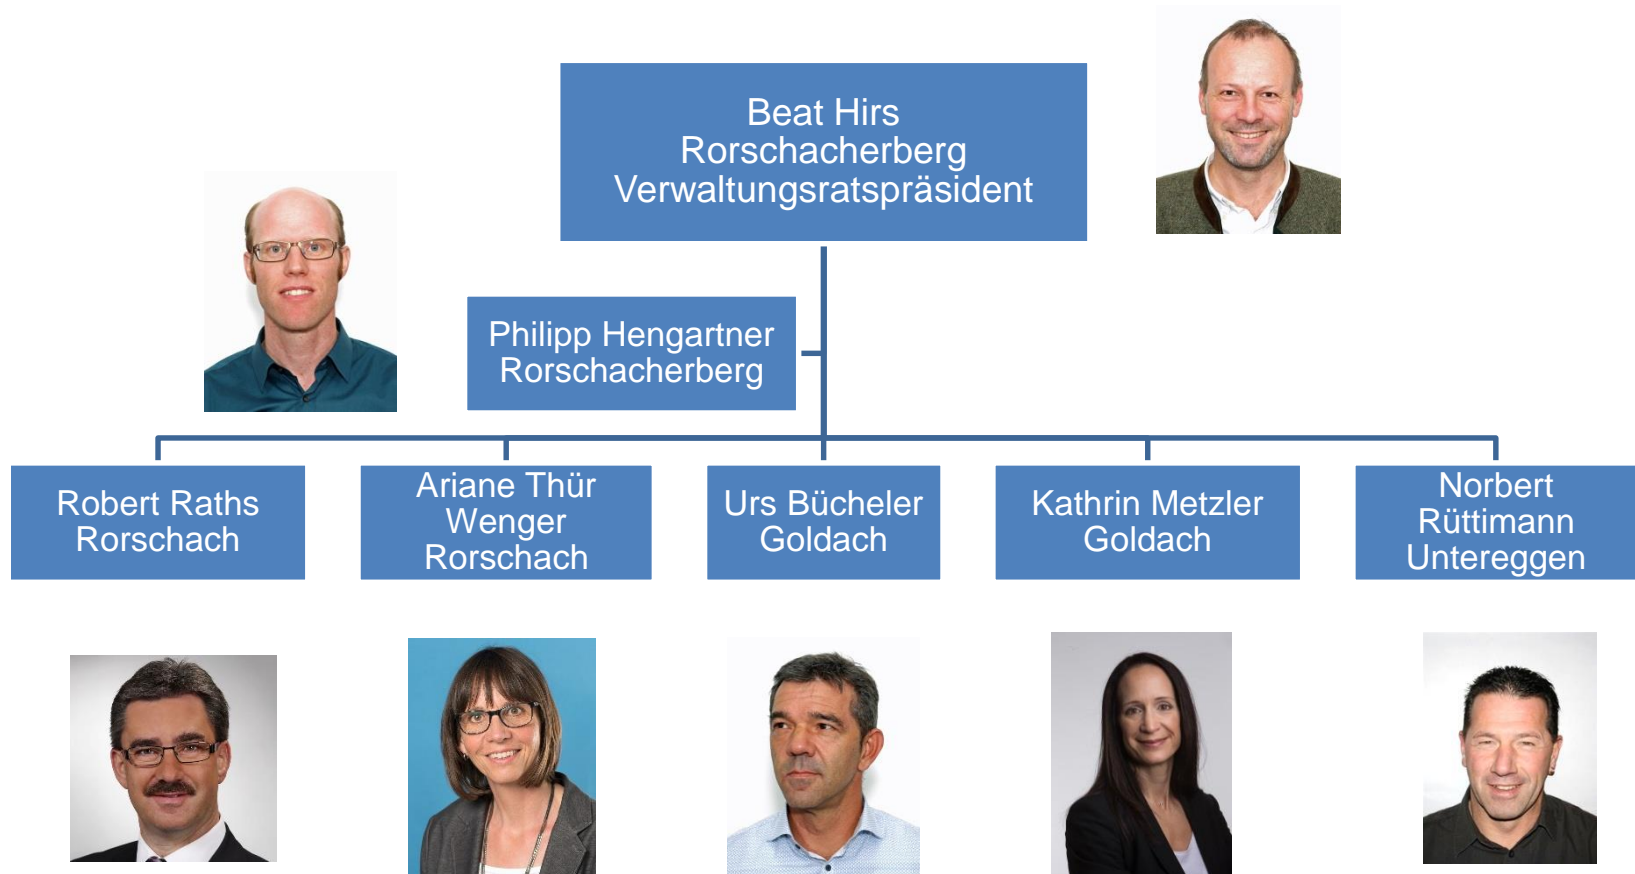 Beat Hirs
Rorschacherberg
Verwaltungsratspräsident
Philipp Hengartner
Rorschacherberg
Robert Raths
Rorschach
Ariane Thür
Wenger
Rorschach
Urs Bücheler
Goldach
Kathrin Metzler
Goldach
Norbert
Rüttimann
Untereggen